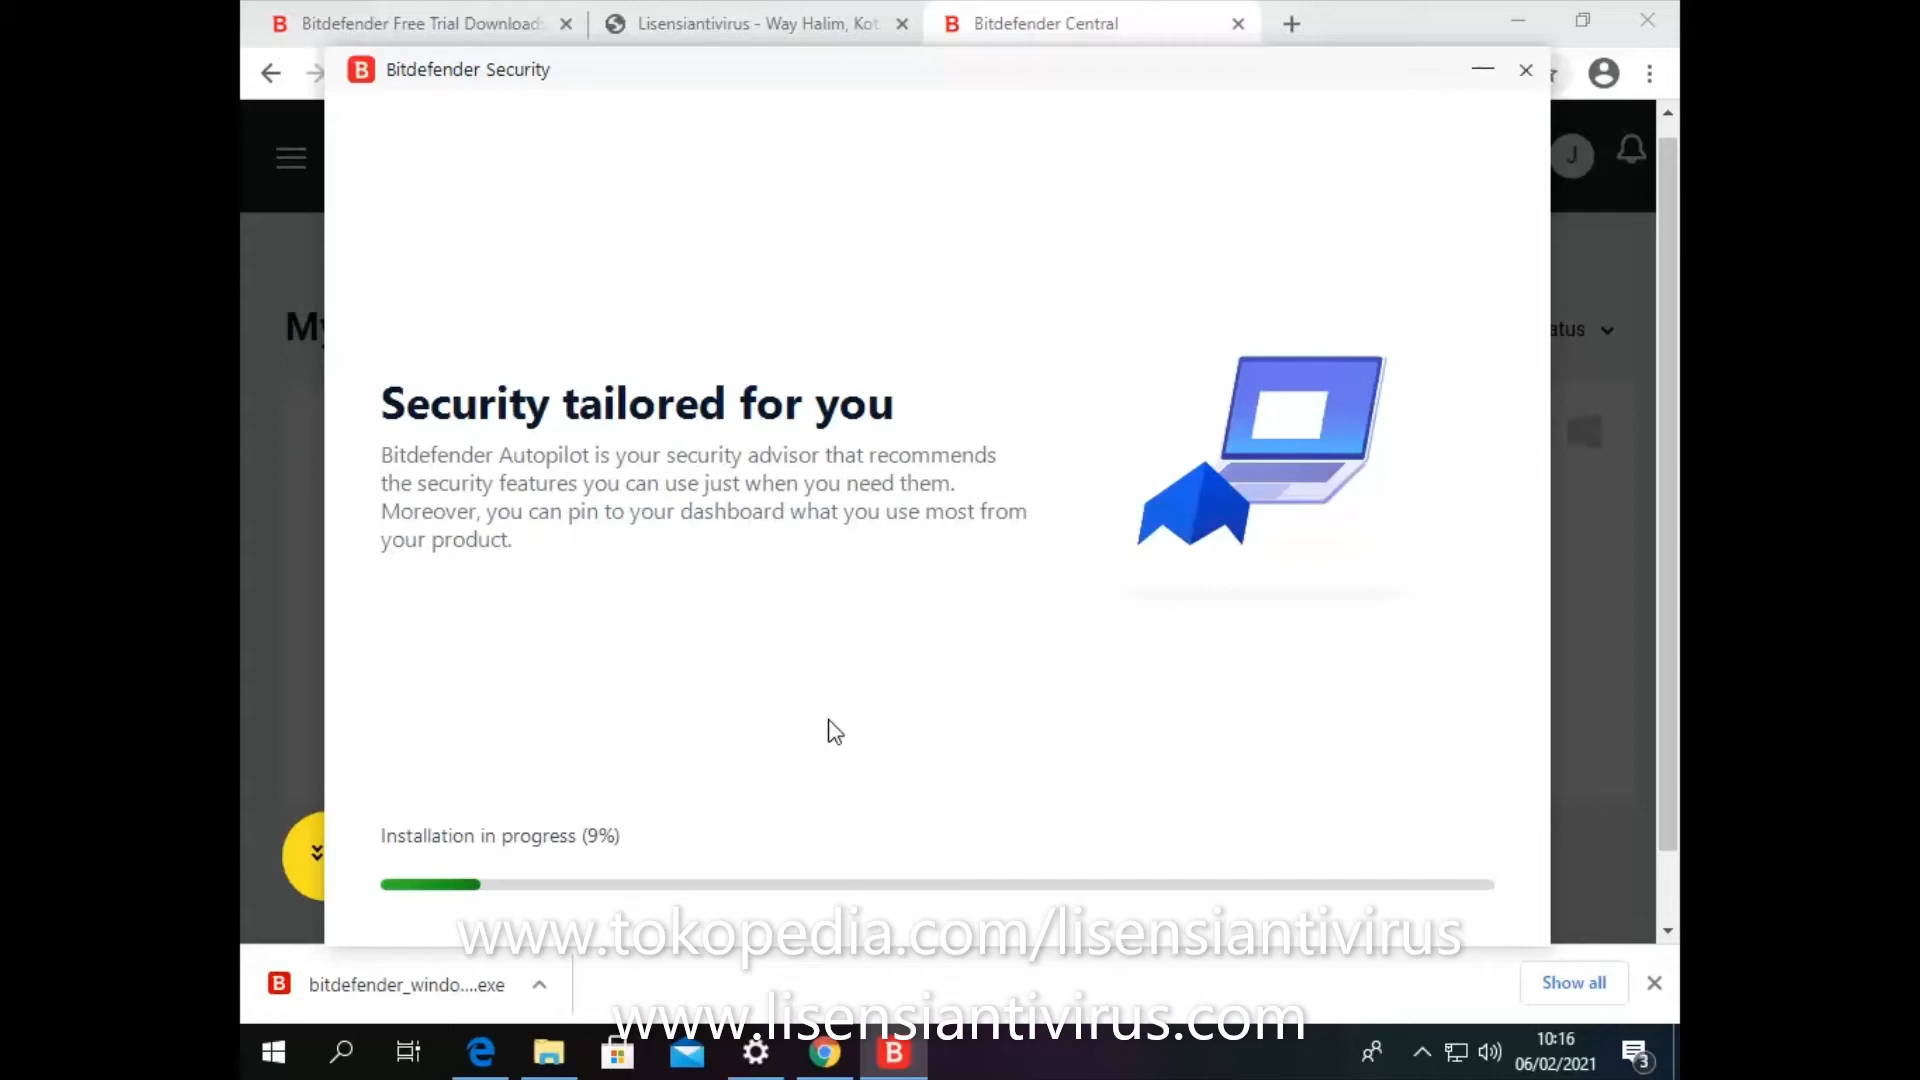 B Bitdefender Free Trial Download
Lisensiantivirus - Way Halim, Kot
B Bitdefender Central
B Bitdefender Security
J
My
atus
Security tailored for you
Bitdefender Autopilot is your security advisor that recommends
the security features you can use just when you need them.
Moreover, you can pin to your dashboard what you use most from
your product.
Installation in progress (9%)
www.tokopedia.com/lisensiantivirus
B bitdefender_windo....exe
Show all
www.lisensiantivirus.com
B
10:16
06/02/2021
3